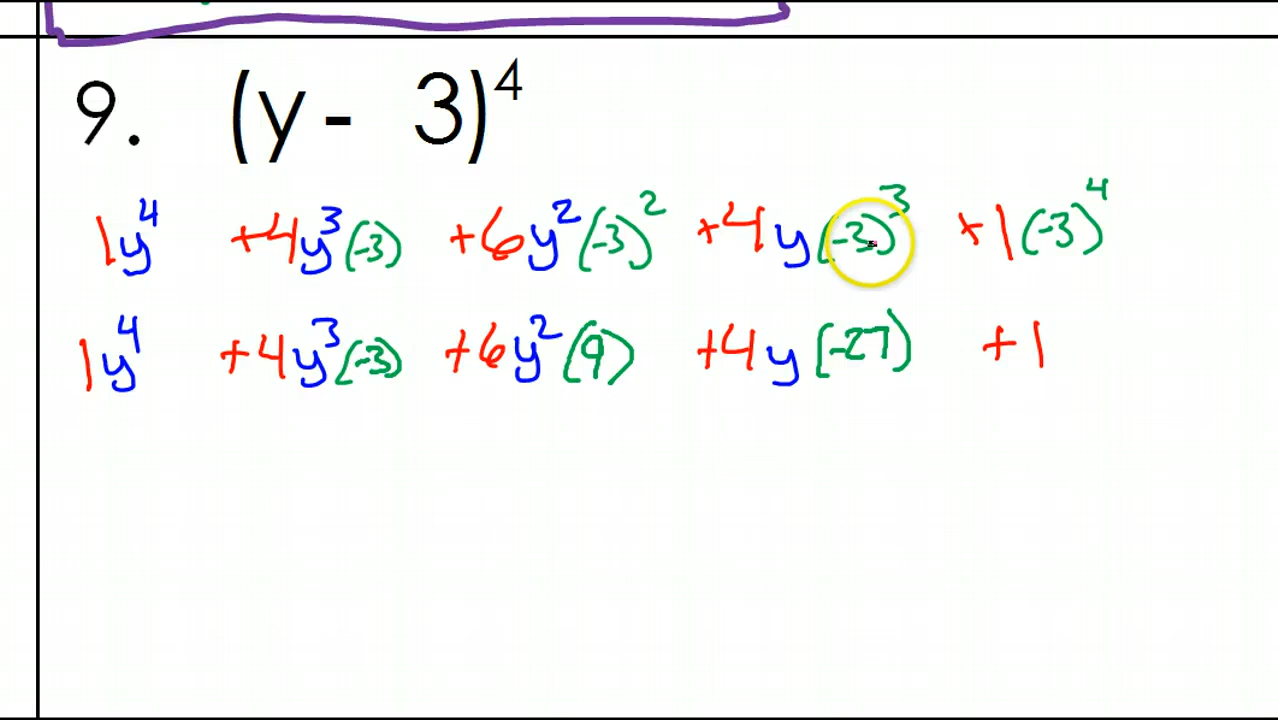 9. (y - 3)⁴
1y⁴ +4y³(-3) +6y²(-3)² +4y(-3)³ +1(-3)⁴
1y⁴ +4y³(-3) +6y²(9) +4y(-27) +1